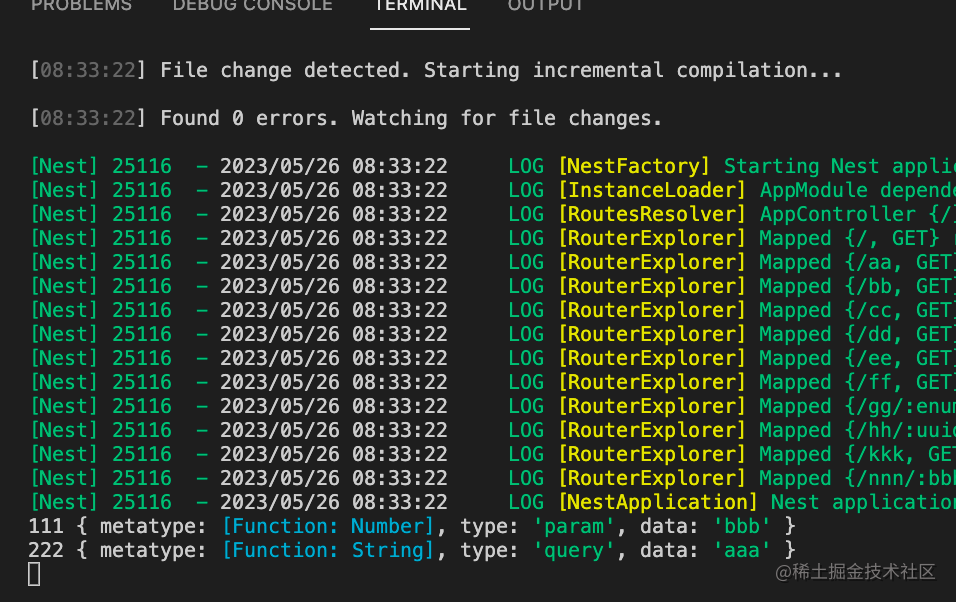 PROBLEMS DEBUG CONSOLE TERMINAL OUTPUT
[08:33:22] File change detected. Starting incremental compilation...
[08:33:22] Found 0 errors. Watching for file changes.
[Nest] 25116  - 2023/05/26 08:33:22     LOG [NestFactory] Starting Nest applic
[Nest] 25116  - 2023/05/26 08:33:22     LOG [InstanceLoader] AppModule depende
[Nest] 25116  - 2023/05/26 08:33:22     LOG [RoutesResolver] AppController {/}
[Nest] 25116  - 2023/05/26 08:33:22     LOG [RouterExplorer] Mapped {/, GET} r
[Nest] 25116  - 2023/05/26 08:33:22     LOG [RouterExplorer] Mapped {/aa, GET}
[Nest] 25116  - 2023/05/26 08:33:22     LOG [RouterExplorer] Mapped {/bb, GET}
[Nest] 25116  - 2023/05/26 08:33:22     LOG [RouterExplorer] Mapped {/cc, GET}
[Nest] 25116  - 2023/05/26 08:33:22     LOG [RouterExplorer] Mapped {/dd, GET}
[Nest] 25116  - 2023/05/26 08:33:22     LOG [RouterExplorer] Mapped {/ee, GET}
[Nest] 25116  - 2023/05/26 08:33:22     LOG [RouterExplorer] Mapped {/ff, GET}
[Nest] 25116  - 2023/05/26 08:33:22     LOG [RouterExplorer] Mapped {/gg/:enum
[Nest] 25116  - 2023/05/26 08:33:22     LOG [RouterExplorer] Mapped {/hh/:uuid
[Nest] 25116  - 2023/05/26 08:33:22     LOG [RouterExplorer] Mapped {/kkk, GET
[Nest] 25116  - 2023/05/26 08:33:22     LOG [RouterExplorer] Mapped {/nnn/:bbb
[Nest] 25116  - 2023/05/26 08:33:22     LOG [NestApplication] Nest application
111 { metatype: [Function: Number], type: 'param', data: 'bbb' }
222 { metatype: [Function: String], type: 'query', data: 'aaa' }
@稀土掘金技术社区